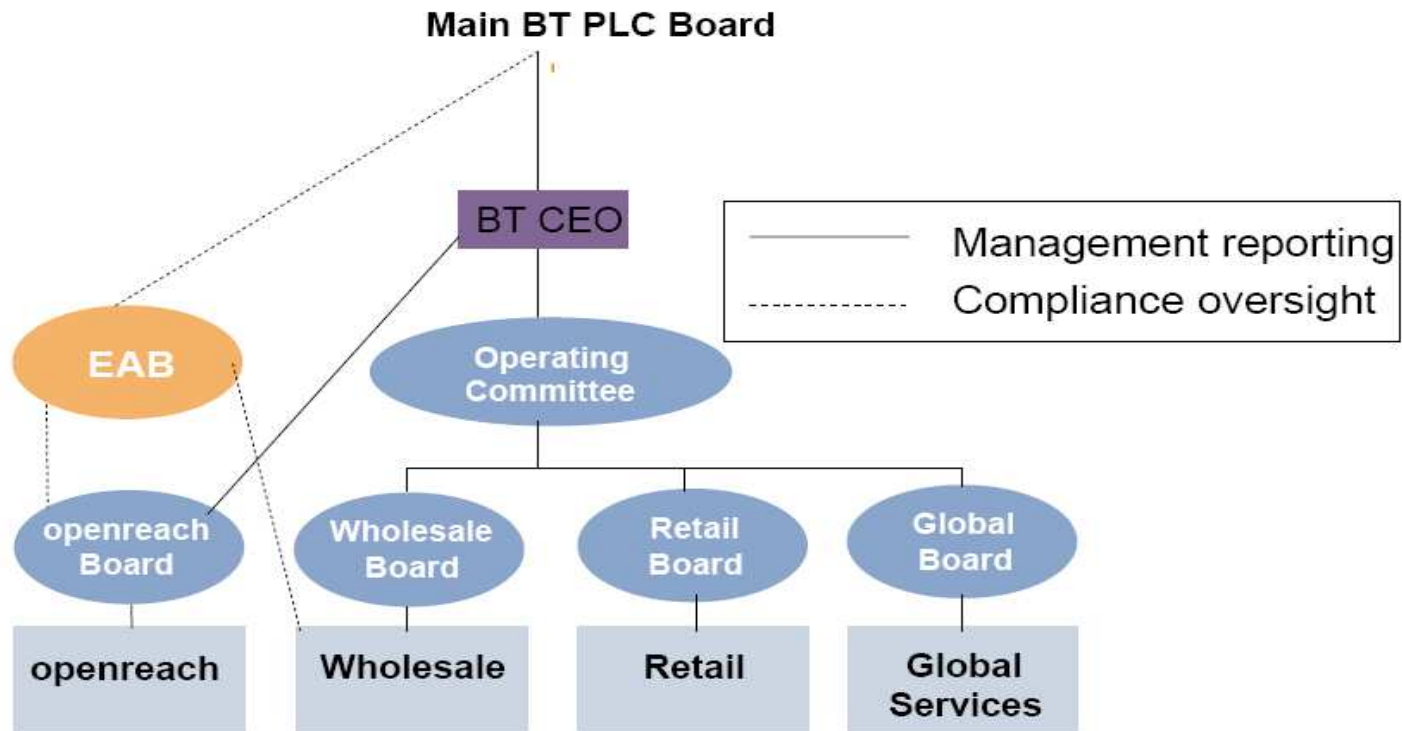 Main BT PLC Board
BT CEO
Management reporting
Compliance oversight
EAB
Operating
Committee
openreach
Board
Wholesale
Board
Retail
Board
Global
Board
openreach
Wholesale
Retail
Global
Services